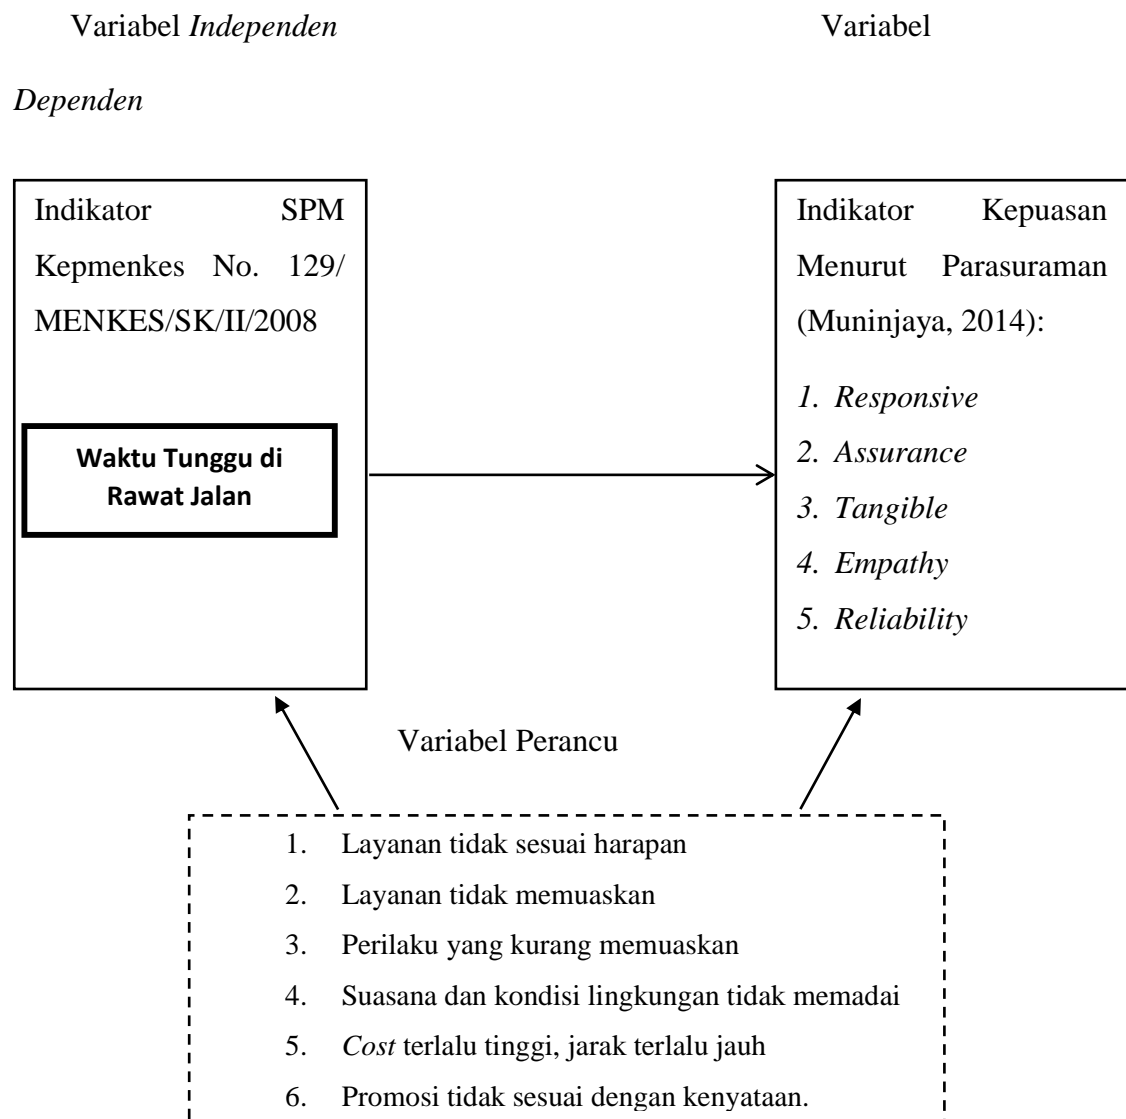 Variabel Independen Variabel
Dependen
Indikator SPM
Kepmenkes No. 129/
MENKES/SK/II/2008
Waktu Tunggu di
Rawat Jalan
Indikator Kepuasan
Menurut Parasuraman
(Muninjaya, 2014):
1. Responsive
2. Assurance
3. Tangible
4. Empathy
5. Reliability
Variabel Perancu
1. Layanan tidak sesuai harapan
2. Layanan tidak memuaskan
3. Perilaku yang kurang memuaskan
4. Suasana dan kondisi lingkungan tidak memadai
5. Cost terlalu tinggi, jarak terlalu jauh
6. Promosi tidak sesuai dengan kenyataan.